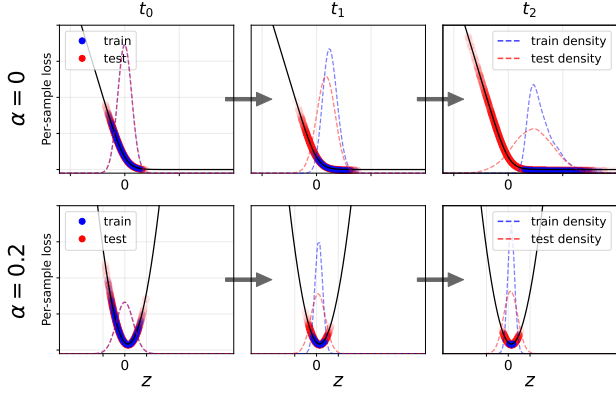 t₀ t₁ t₂
α = 0
Per-sample loss
train
test
train density
test density
0 0 0
α = 0.2
Per-sample loss
train
test
train density
test density
0 0 0
z z z